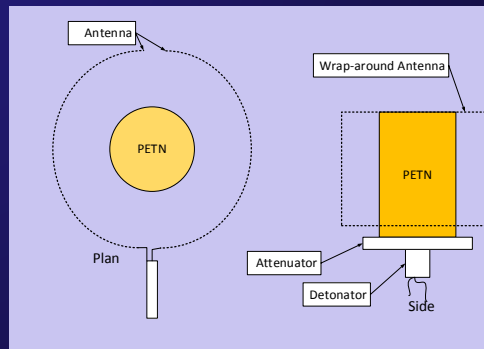 Antenna
Wrap-around Antenna
PETN
PETN
Plan
Attenuator
Detonator
Side